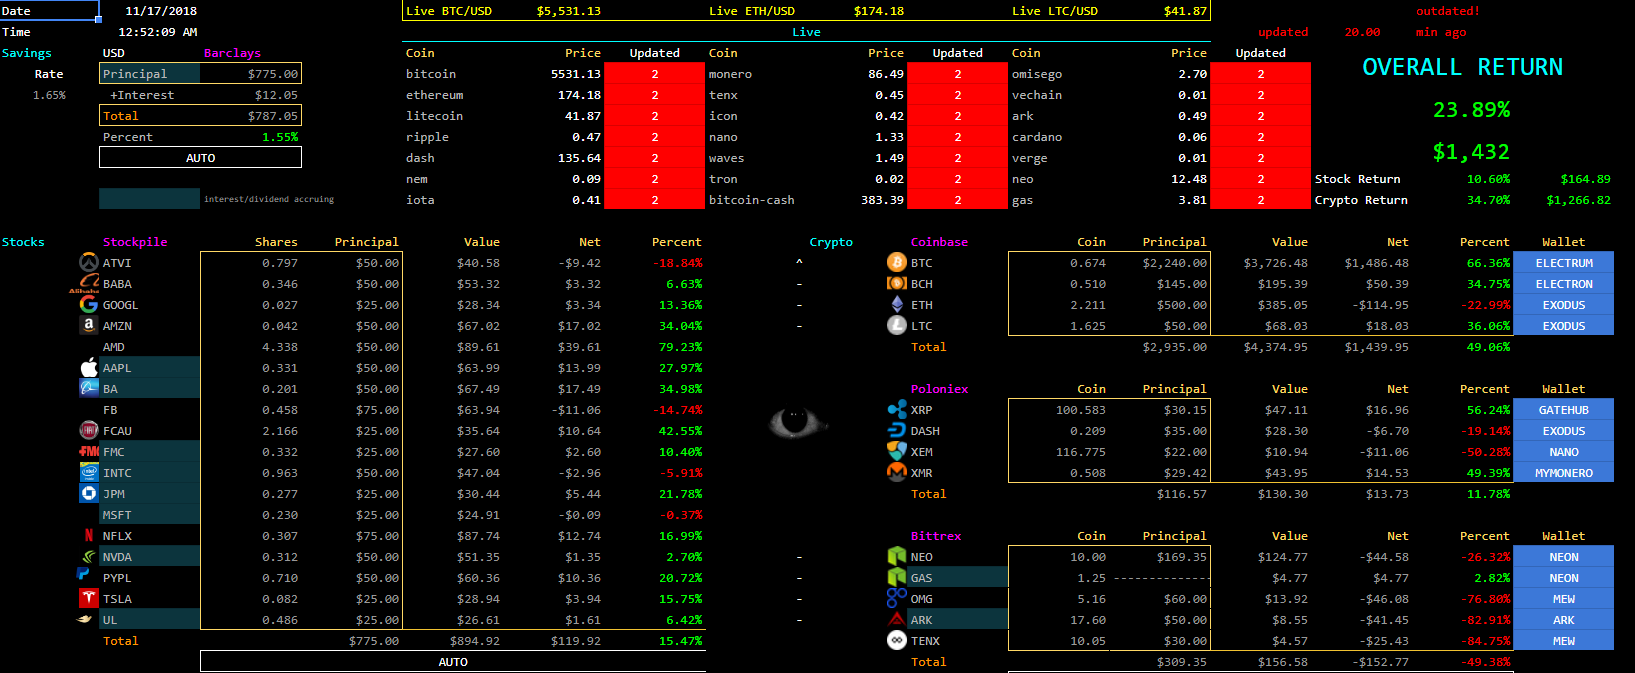 Date 11/17/2018 Live BTC/USD $5,531.13 Live ETH/USD $174.18 Live LTC/USD $41.87 outdated!
Time 12:52:09 AM Live updated 20.00 min ago
Savings USD Barclays Coin Price Updated Coin Price Updated Coin Price Updated
OVERALL RETURN
Rate Principal $775.00 bitcoin 5531.13 2 monero 86.49 2 omisego 2.70 2
1.65% +Interest $12.05 ethereum 174.18 2 tenx 0.45 2 vechain 0.01 2
23.89%
Total $787.05 litecoin 41.87 2 icon 0.42 2 ark 0.49 2
Percent 1.55% ripple 0.47 2 nano 1.33 2 cardano 0.06 2
$1,432
AUTO dash 135.64 2 waves 1.49 2 verge 0.01 2
nem 0.09 2 tron 0.02 2 neo 12.48 2 Stock Return 10.60% $164.89
interest/dividend accruing iota 0.41 2 bitcoin-cash 383.39 2 gas 3.81 2 Crypto Return 34.70% $1,266.82
Stocks Stockpile Shares Principal Value Net Percent Crypto Coinbase Coin Principal Value Net Percent Wallet
ATVI 0.797 $50.00 $40.58 -$9.42 -18.84% ^ BTC 0.674 $2,240.00 $3,726.48 $1,486.48 66.36% ELECTRUM
Alibaba BABA 0.346 $50.00 $53.32 $3.32 6.63% - BCH 0.510 $145.00 $195.39 $50.39 34.75% ELECTRON
GOOGL 0.027 $25.00 $28.34 $3.34 13.36% - ETH 2.211 $500.00 $385.05 -$114.95 -22.99% EXODUS
AMZN 0.042 $50.00 $67.02 $17.02 34.04% - LTC 1.625 $50.00 $68.03 $18.03 36.06% EXODUS
AMD 4.338 $50.00 $89.61 $39.61 79.23% Total $2,935.00 $4,374.95 $1,439.95 49.06%
AAPL 0.331 $50.00 $63.99 $13.99 27.97%
BA 0.201 $50.00 $67.49 $17.49 34.98% Poloniex Coin Principal Value Net Percent Wallet
FB 0.458 $75.00 $63.94 -$11.06 -14.74% XRP 100.583 $30.15 $47.11 $16.96 56.24% GATEHUB
FIAT FCAU 2.166 $25.00 $35.64 $10.64 42.55% DASH 0.209 $35.00 $28.30 -$6.70 -19.14% EXODUS
FMC FMC 0.332 $25.00 $27.60 $2.60 10.40% XEM 116.775 $22.00 $10.94 -$11.06 -50.28% NANO
intel INTC 0.963 $50.00 $47.04 -$2.96 -5.91% XMR 0.508 $29.42 $43.95 $14.53 49.39% MYMONERO
JPM 0.277 $25.00 $30.44 $5.44 21.78% Total $116.57 $130.30 $13.73 11.78%
MSFT 0.230 $25.00 $24.91 -$0.09 -0.37%
NFLX 0.307 $75.00 $87.74 $12.74 16.99% Bittrex Coin Principal Value Net Percent Wallet
NVDA 0.312 $50.00 $51.35 $1.35 2.70% - NEO 10.00 $169.35 $124.77 -$44.58 -26.32% NEON
PYPL 0.710 $50.00 $60.36 $10.36 20.72% - GAS 1.25 -------------- $4.77 $4.77 2.82% NEON
TSLA 0.082 $25.00 $28.94 $3.94 15.75% - OMG 5.16 $60.00 $13.92 -$46.08 -76.80% MEW
UL 0.486 $25.00 $26.61 $1.61 6.42% - ARK 17.60 $50.00 $8.55 -$41.45 -82.91% ARK
Total $775.00 $894.92 $119.92 15.47% TENX 10.05 $30.00 $4.57 -$25.43 -84.75% MEW
AUTO Total $309.35 $156.58 -$152.77 -49.38%